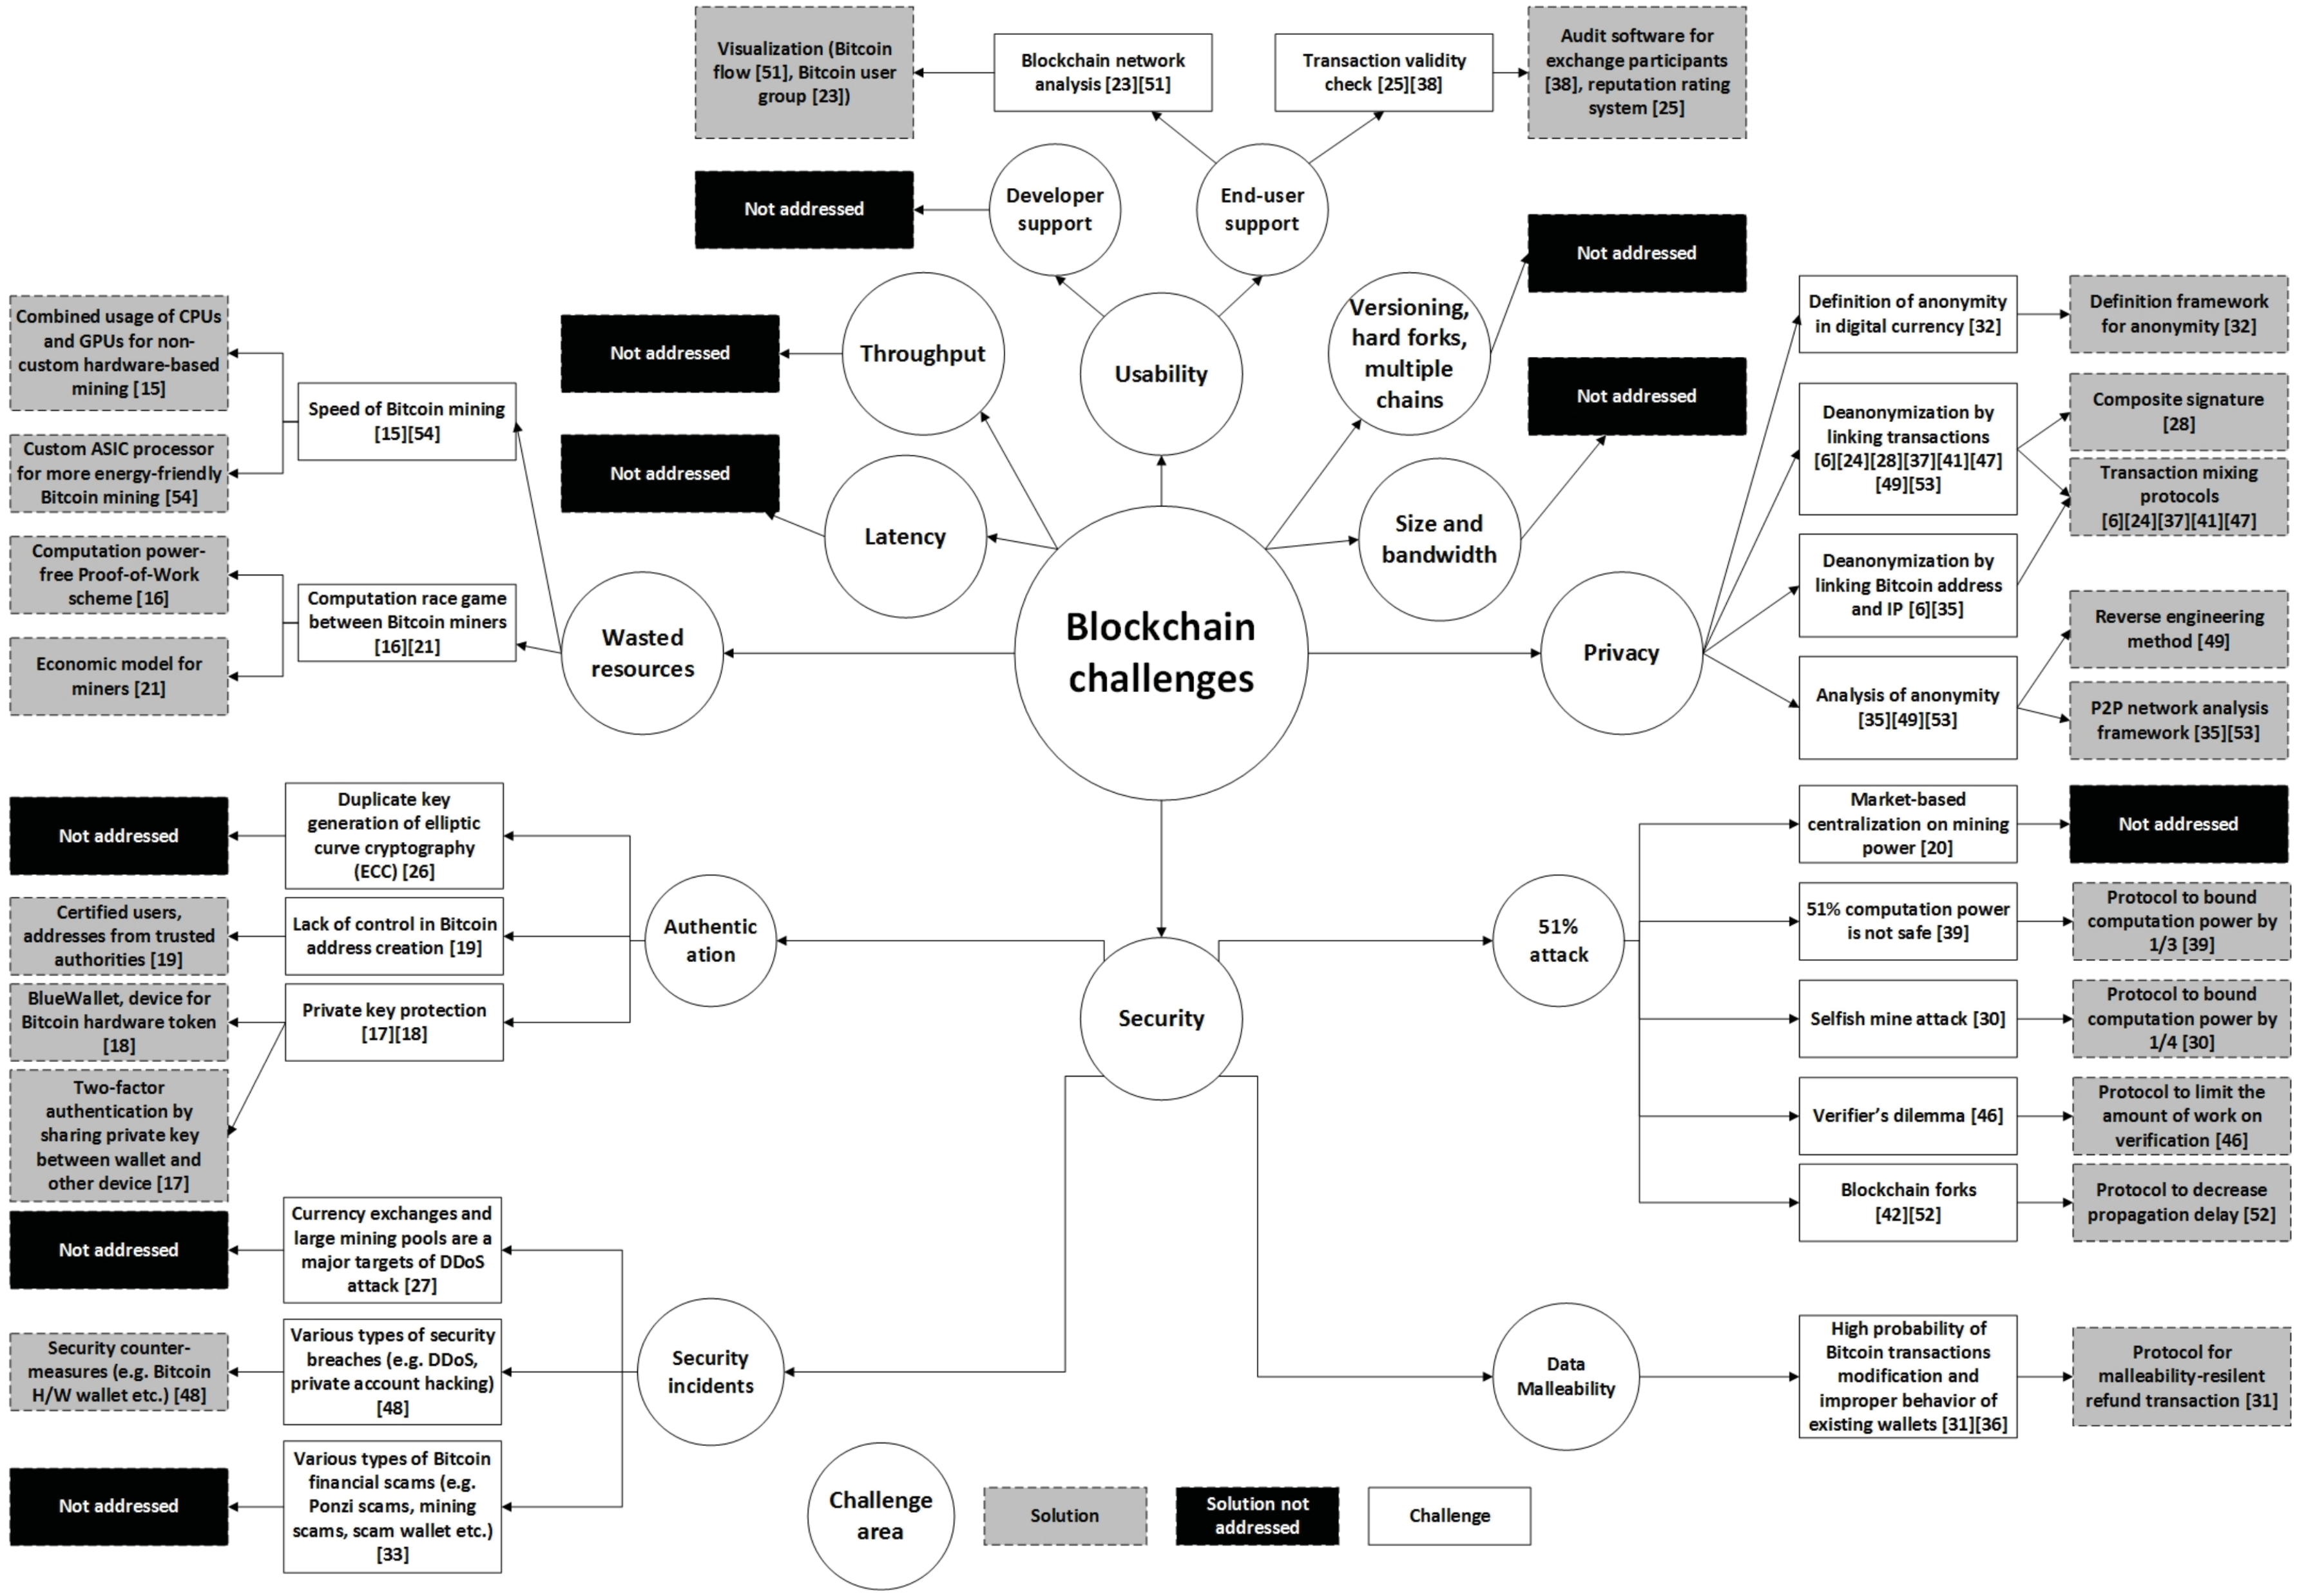 Visualization (Bitcoin
flow [51], Bitcoin user
group [23])
Blockchain network
analysis [23][51]
Transaction validity
check [25][38]
Audit software for
exchange participants
[38], reputation rating
system [25]
Not addressed
Developer
support
End-user
support
Not addressed
Not addressed
Throughput
Usability
Versioning,
hard forks,
multiple
chains
Not addressed
Not addressed
Latency
Size and
bandwidth
Combined usage of CPUs
and GPUs for non-
custom hardware-based
mining [15]
Custom ASIC processor
for more energy-friendly
Bitcoin mining [54]
Speed of Bitcoin mining
[15][54]
Computation power-
free Proof-of-Work
scheme [16]
Economic model for
miners [21]
Computation race game
between Bitcoin miners
[16][21]
Wasted
resources
Blockchain
challenges
Privacy
Definition of anonymity
in digital currency [32]
Definition framework
for anonymity [32]
Deanonymization by
linking transactions
[6][24][28][37][41][47]
[49][53]
Composite signature
[28]
Transaction mixing
protocols
[6][24][37][41][47]
Deanonymization by
linking Bitcoin address
and IP [6][35]
Analysis of anonymity
[35][49][53]
Reverse engineering
method [49]
P2P network analysis
framework [35][53]
Not addressed
Duplicate key
generation of elliptic
curve cryptography
(ECC) [26]
Certified users,
addresses from trusted
authorities [19]
Lack of control in Bitcoin
address creation [19]
BlueWallet, device for
Bitcoin hardware token
[18]
Private key protection
[17][18]
Two-factor
authentication by
sharing private key
between wallet and
other device [17]
Authentic
ation
Security
51%
attack
Market-based
centralization on mining
power [20]
Not addressed
51% computation power
is not safe [39]
Protocol to bound
computation power by
1/3 [39]
Selfish mine attack [30]
Protocol to bound
computation power by
1/4 [30]
Verifier's dilemma [46]
Protocol to limit the
amount of work on
verification [46]
Blockchain forks
[42][52]
Protocol to decrease
propagation delay [52]
Not addressed
Currency exchanges and
large mining pools are a
major targets of DDoS
attack [27]
Security counter-
measures (e.g. Bitcoin
H/W wallet etc.) [48]
Various types of security
breaches (e.g. DDoS,
private account hacking)
[48]
Not addressed
Various types of Bitcoin
financial scams (e.g.
Ponzi scams, mining
scams, scam wallet etc.)
[33]
Security
incidents
Data
Malleability
High probability of
Bitcoin transactions
modification and
improper behavior of
existing wallets [31][36]
Protocol for
malleability-resilent
refund transaction [31]
Challenge
area
Solution
Solution not
addressed
Challenge